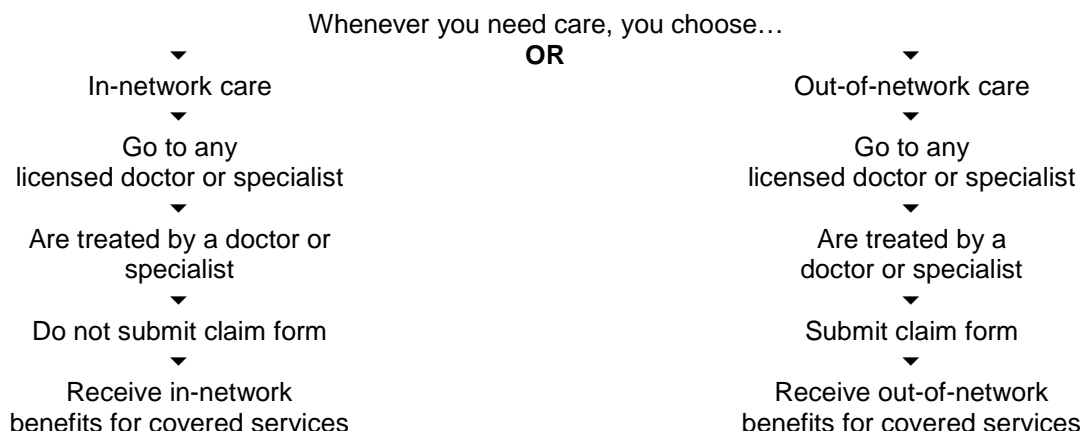 Whenever you need care, you choose…
OR
In-network care
Go to any
licensed doctor or specialist
Are treated by a doctor or
specialist
Do not submit claim form
Receive in-network
benefits for covered services
Out-of-network care
Go to any
licensed doctor or specialist
Are treated by a
doctor or specialist
Submit claim form
Receive out-of-network
benefits for covered services